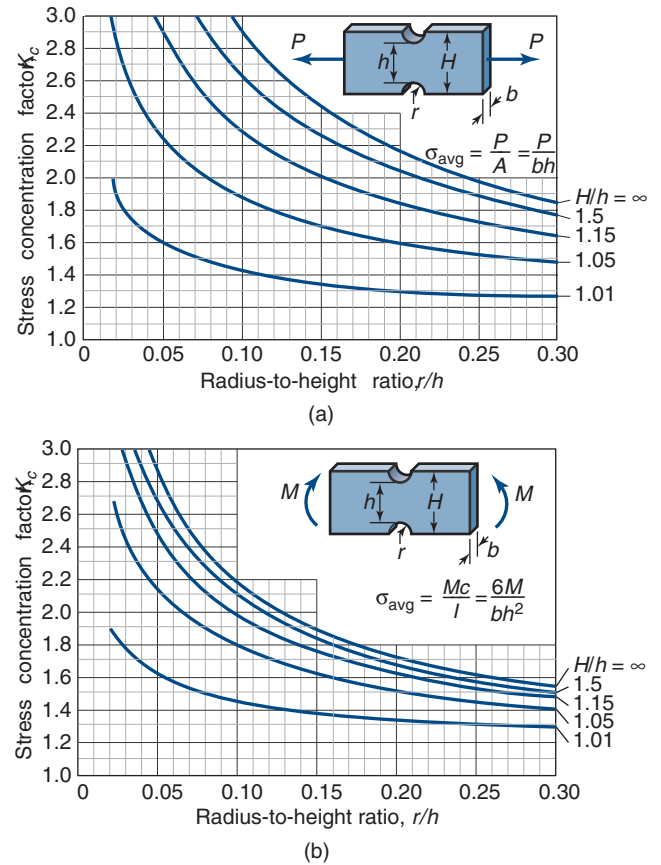 3.0
2.8
2.6
2.4
2.2
2.0
1.8
1.6
1.4
1.2
1.0
Stress concentration factor,Kc
P
h
H
P
r
b
σavg = P/A = P/bh
H/h = ∞
1.5
1.15
1.05
1.01
0 0.05 0.10 0.15 0.20 0.25 0.30
Radius-to-height ratio,r/h
(a)
3.0
2.8
2.6
2.4
2.2
2.0
1.8
1.6
1.4
1.2
1.0
Stress concentration factor,Kc
M
h
H
M
r
b
σavg = Mc/I = 6M/bh²
H/h = ∞
1.5
1.15
1.05
1.01
0 0.05 0.10 0.15 0.20 0.25 0.30
Radius-to-height ratio, r/h
(b)